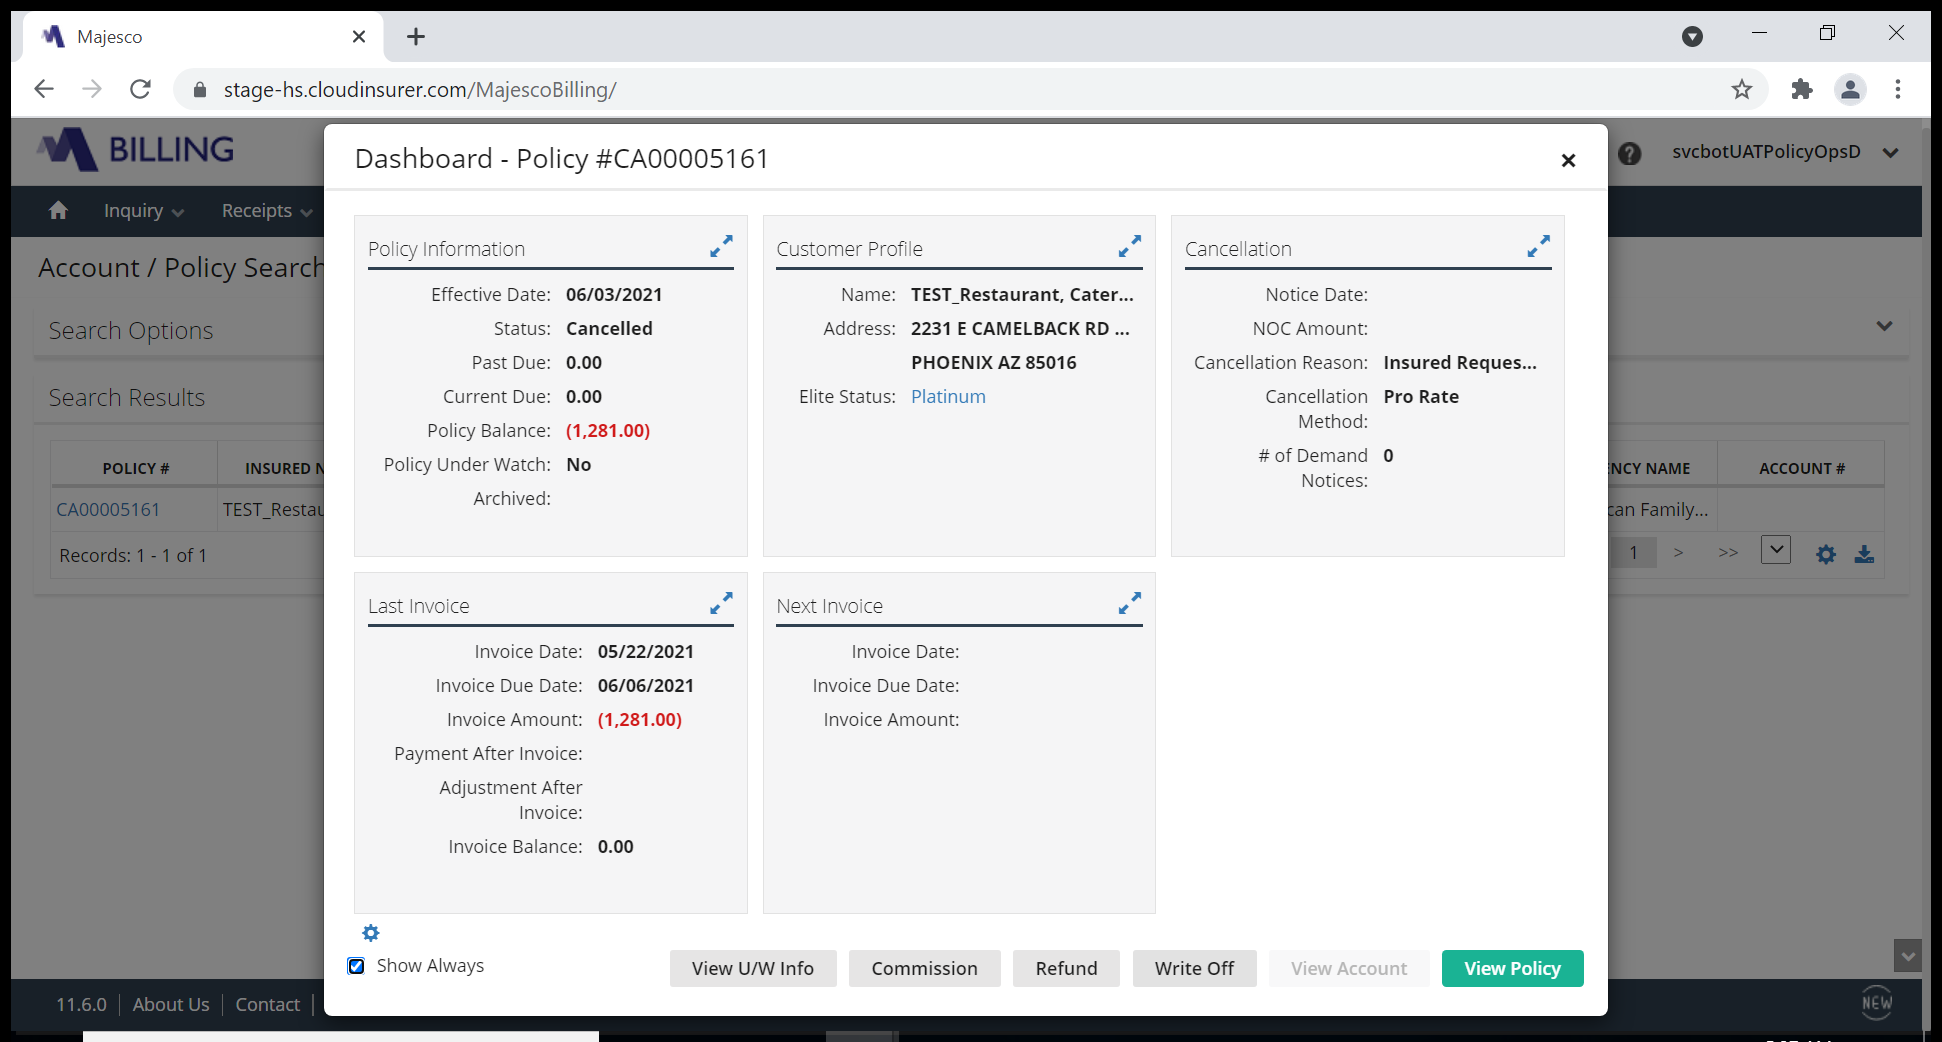 Majesco
stage-hs.cloudinsurer.com/MajescoBilling/
BILLING
Dashboard - Policy #CA00005161
svcbotUATPolicyOpsD
Inquiry
Receipts
Account / Policy Search
Search Options
Search Results
POLICY #
INSURED N
NCY NAME
ACCOUNT #
CA00005161
TEST_Restau
can Family...
Records: 1 - 1 of 1
1 > >>
Policy Information
Effective Date: 06/03/2021
Status: Cancelled
Past Due: 0.00
Current Due: 0.00
Policy Balance: (1,281.00)
Policy Under Watch: No
Archived:
Customer Profile
Name: TEST_Restaurant, Cater...
Address: 2231 E CAMELBACK RD ...
PHOENIX AZ 85016
Elite Status: Platinum
Cancellation
Notice Date:
NOC Amount:
Cancellation Reason: Insured Reques...
Cancellation Pro Rate
Method:
# of Demand 0
Notices:
Last Invoice
Invoice Date: 05/22/2021
Invoice Due Date: 06/06/2021
Invoice Amount: (1,281.00)
Payment After Invoice:
Adjustment After
Invoice:
Invoice Balance: 0.00
Next Invoice
Invoice Date:
Invoice Due Date:
Invoice Amount:
Show Always
View U/W Info
Commission
Refund
Write Off
View Account
View Policy
11.6.0 | About Us | Contact |
NEW